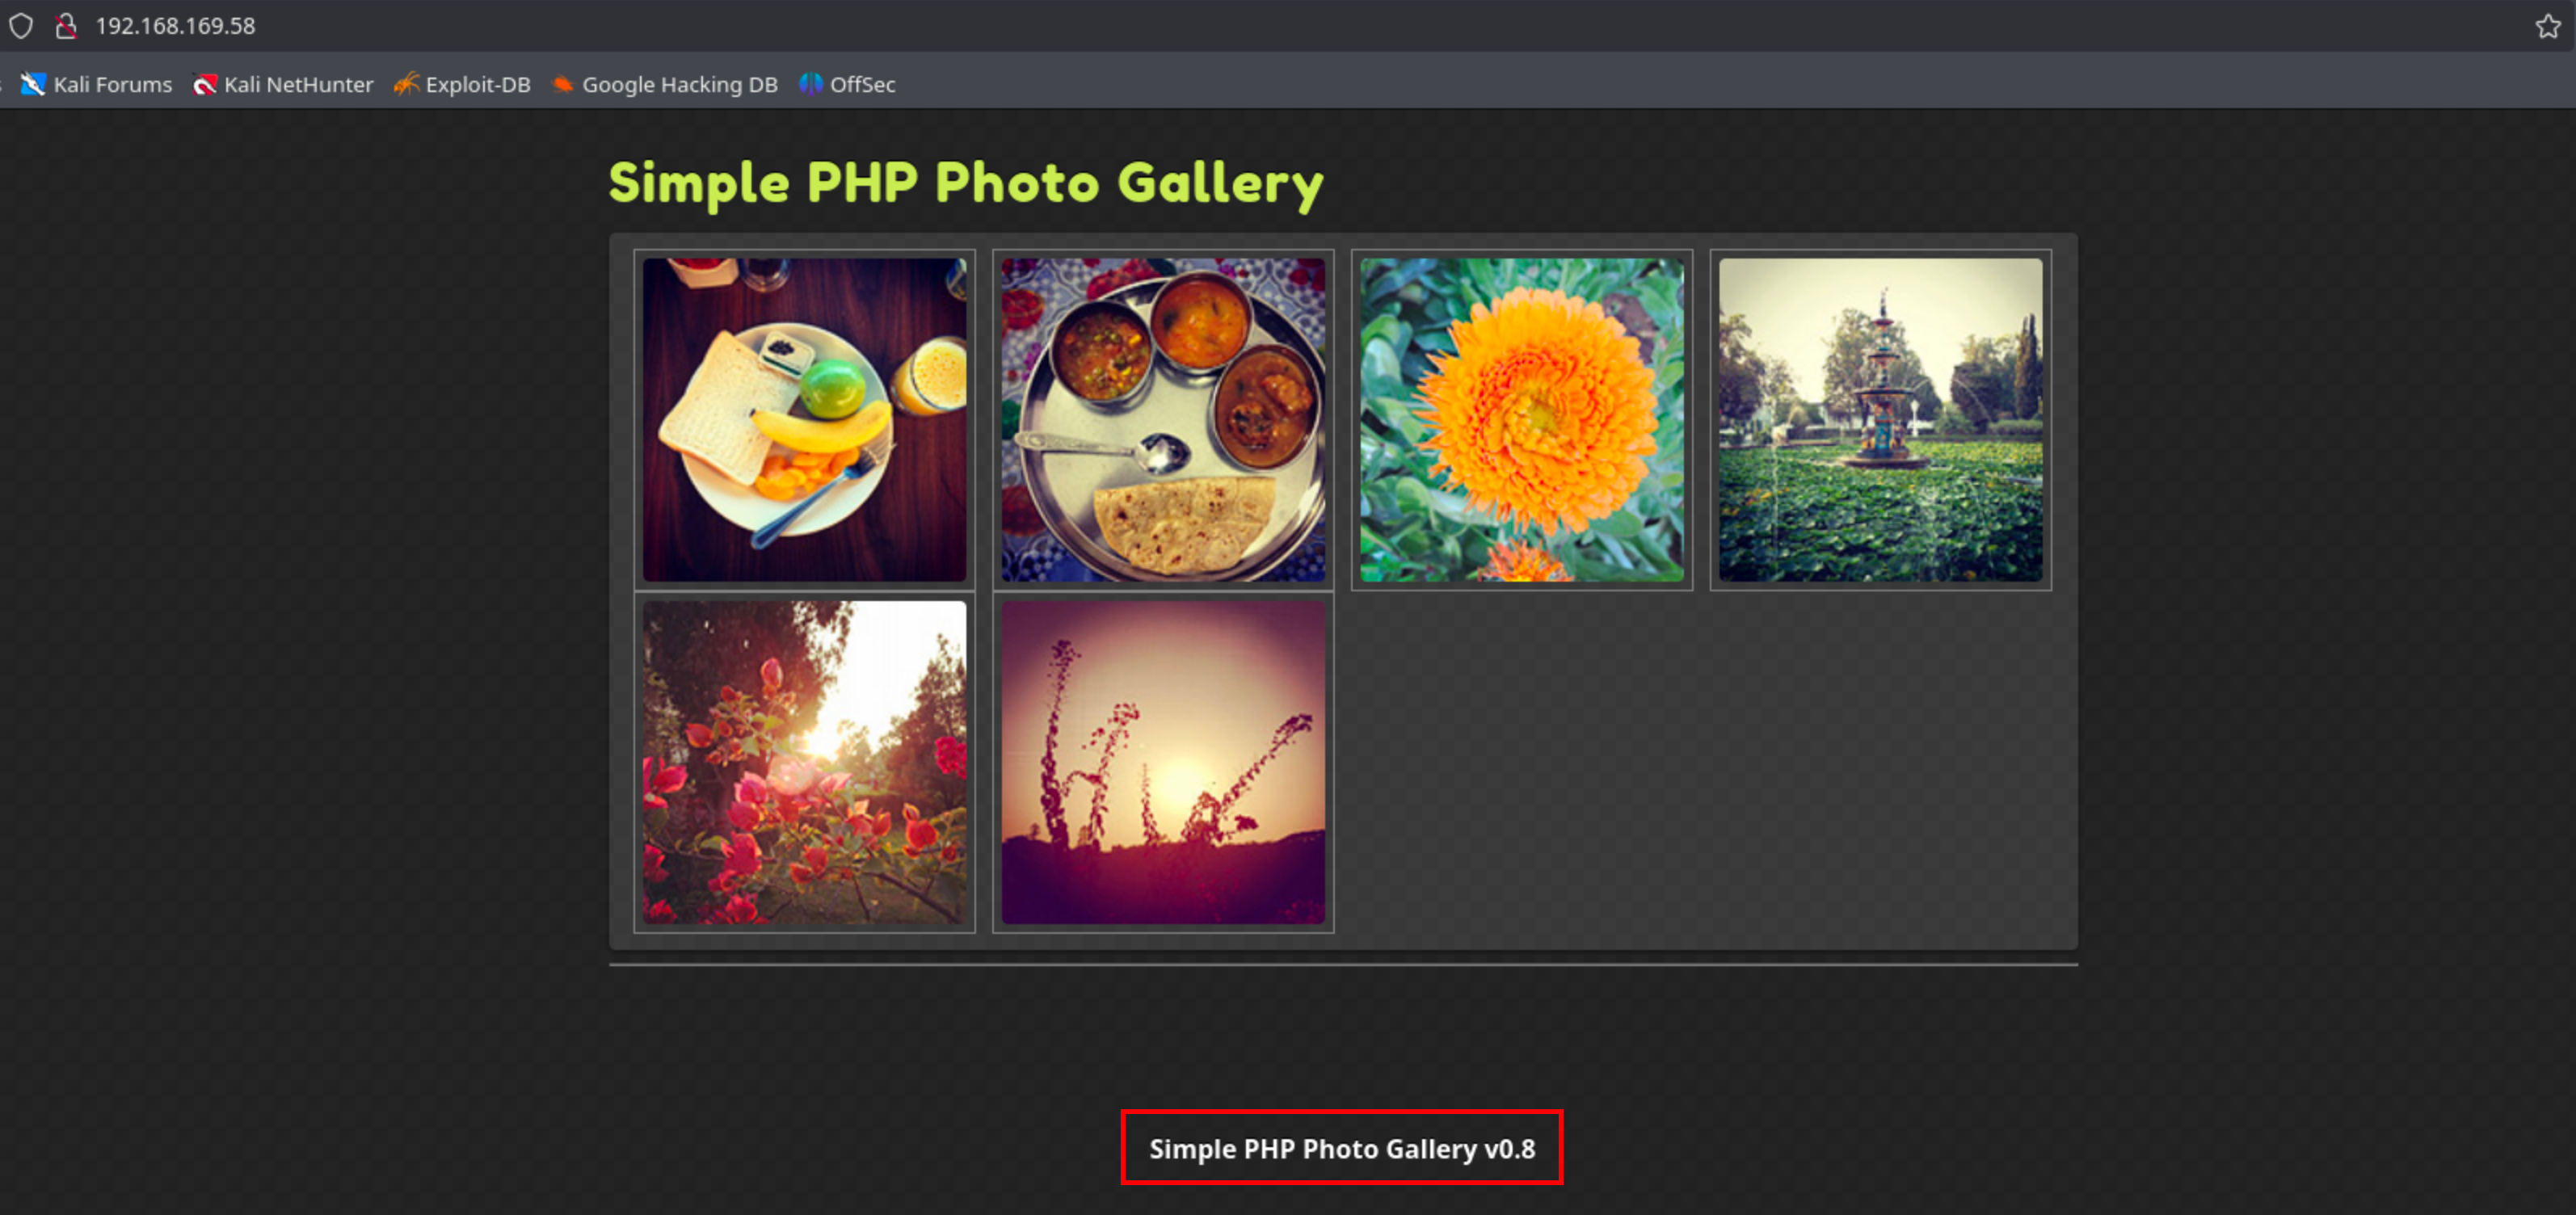 192.168.169.58
Kali Forums Kali NetHunter Exploit-DB Google Hacking DB OffSec
Simple PHP Photo Gallery
Simple PHP Photo Gallery v0.8